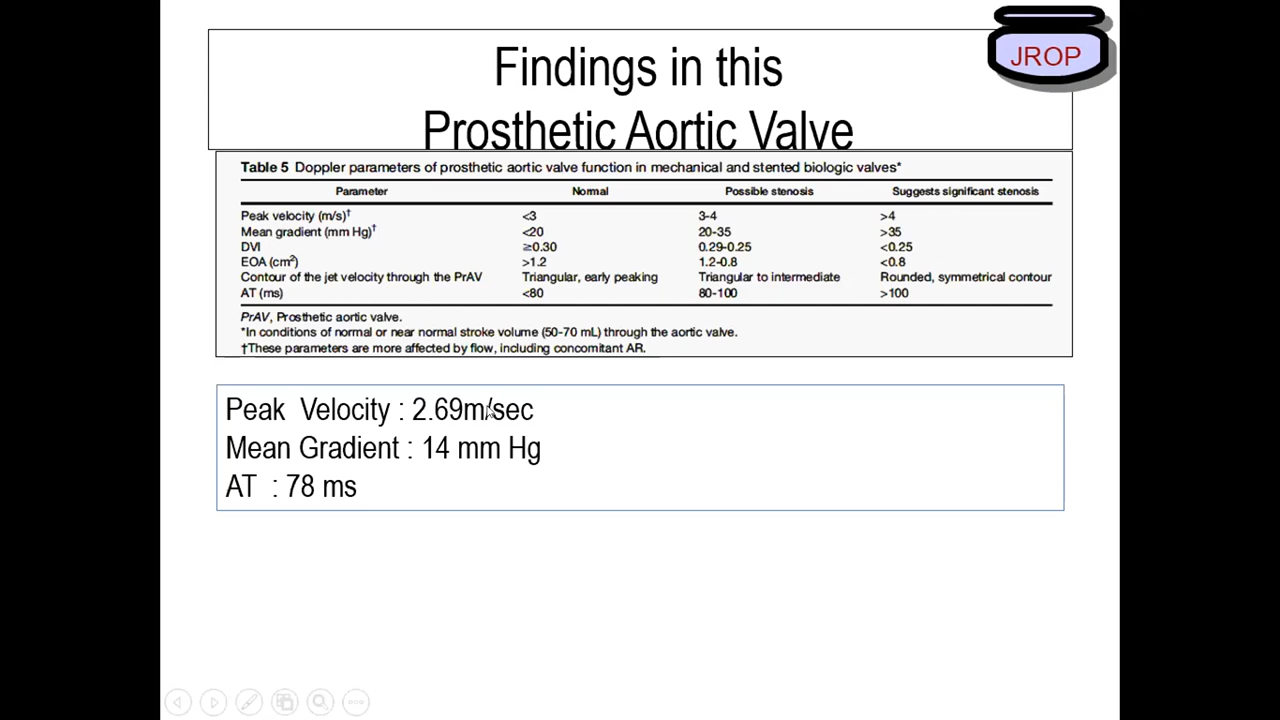 JROP
Findings in this
Prosthetic Aortic Valve
Table 5 Doppler parameters of prosthetic aortic valve function in mechanical and stented biologic valves*
Parameter Normal Possible stenosis Suggests significant stenosis
Peak velocity (m/s)† <3 3-4 >4
Mean gradient (mm Hg)† <20 20-35 >35
DVI ≥0.30 0.29-0.25 <0.25
EOA (cm²) >1.2 1.2-0.8 <0.8
Contour of the jet velocity through the PrAV Triangular, early peaking Triangular to intermediate Rounded, symmetrical contour
AT (ms) <80 80-100 >100
PrAV, Prosthetic aortic valve.
*In conditions of normal or near normal stroke volume (50-70 mL) through the aortic valve.
†These parameters are more affected by flow, including concomitant AR.
Peak Velocity : 2.69m/sec
Mean Gradient : 14 mm Hg
AT : 78 ms